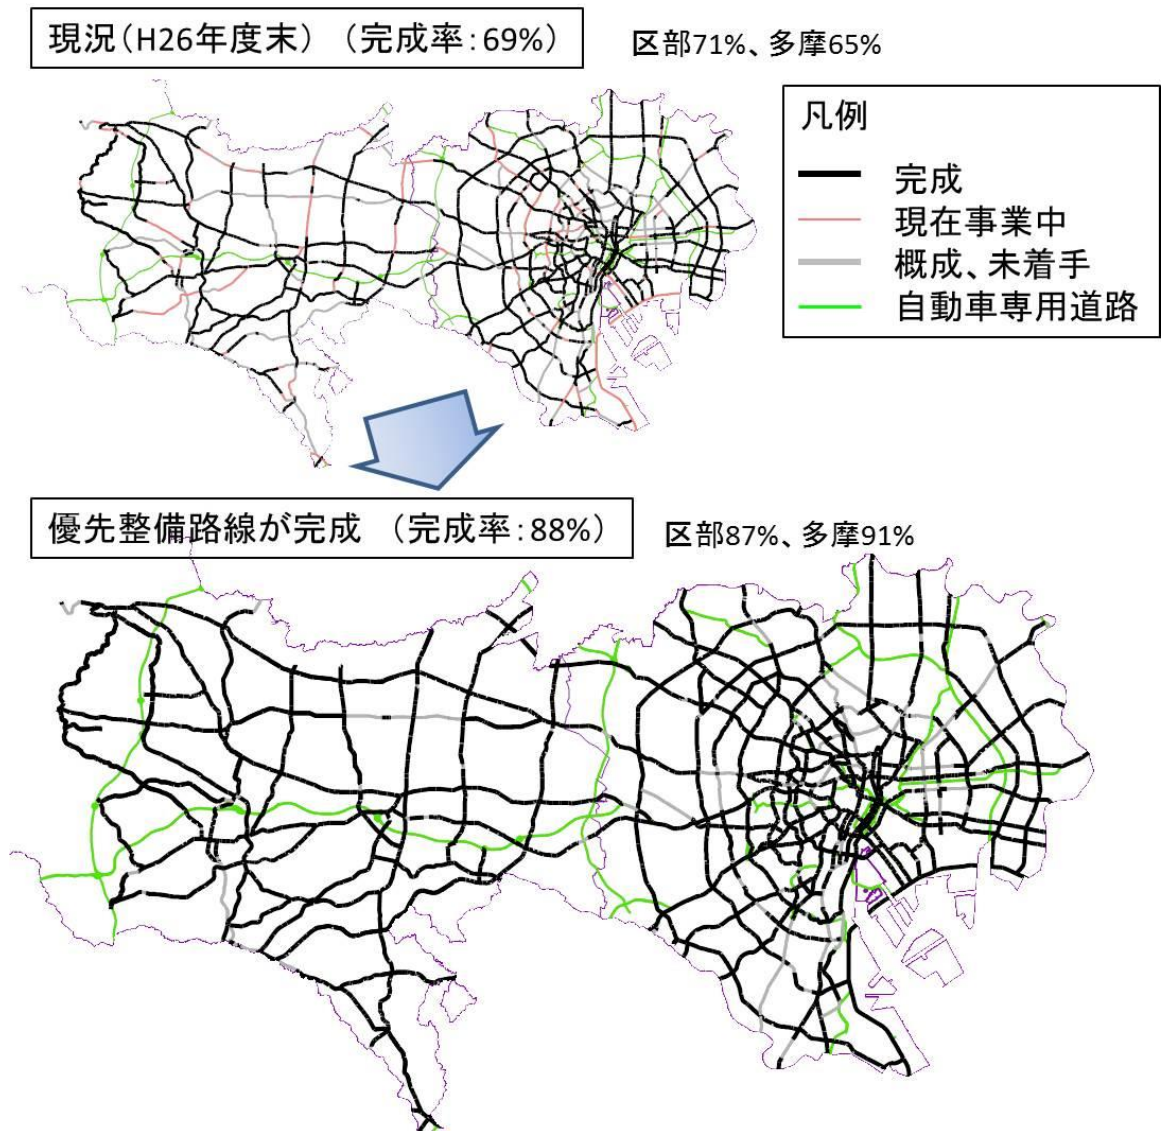 現況（H26年度末）（完成率：69%）
区部71%、多摩65%
凡例
完成
現在事業中
概成、未着手
自動車専用道路
優先整備路線が完成 （完成率：88%）
区部87%、多摩91%